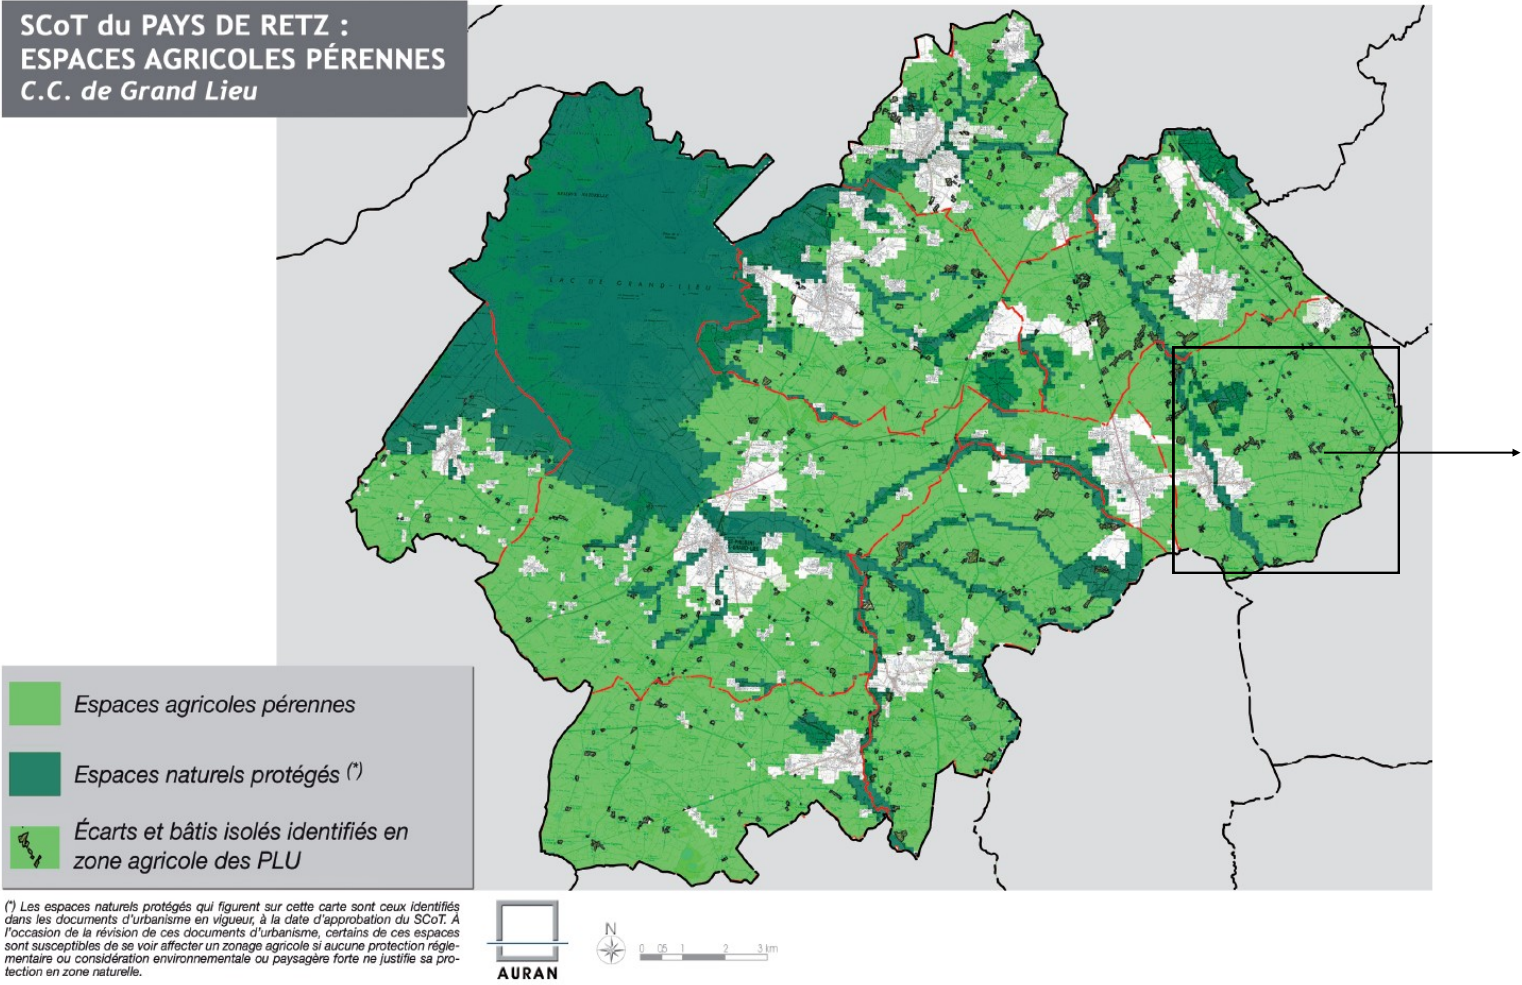 SCoT du PAYS DE RETZ :
ESPACES AGRICOLES PÉRENNES
C.C. de Grand Lieu
LAC DE GRAND-LIEU
Espaces agricoles pérennes
Espaces naturels protégés (*)
Écarts et bâtis isolés identifiés en
zone agricole des PLU
(*) Les espaces naturels protégés qui figurent sur cette carte sont ceux identifiés
dans les documents d'urbanisme en vigueur, à la date d'approbation du SCoT. À
l'occasion de la révision de ces documents d'urbanisme, certains de ces espaces
sont susceptibles de se voir affecter un zonage agricole si aucune protection régle-
mentaire ou considération environnementale ou paysagère forte ne justifie sa pro-
tection en zone naturelle.
AURAN
N
0 0.5 1 2 3 km